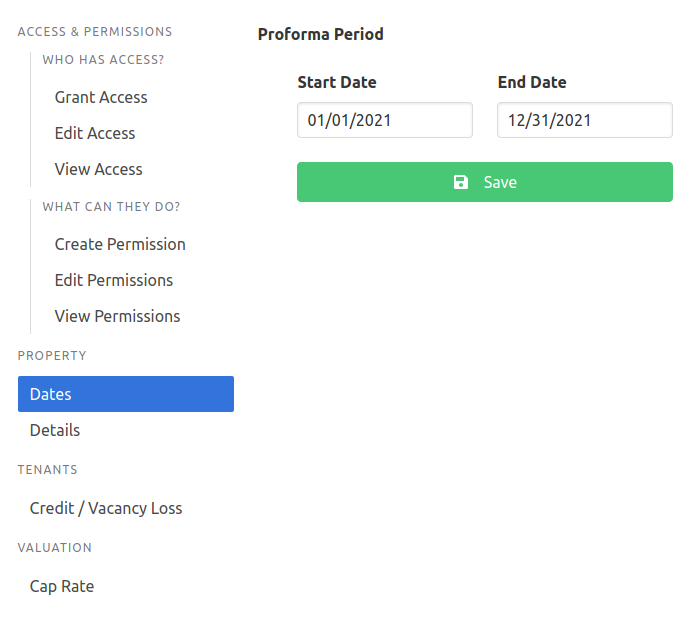 ACCESS & PERMISSIONS
WHO HAS ACCESS?
Grant Access
Edit Access
View Access
WHAT CAN THEY DO?
Create Permission
Edit Permissions
View Permissions
PROPERTY
Dates
Details
TENANTS
Credit / Vacancy Loss
VALUATION
Cap Rate
Proforma Period
Start Date End Date
01/01/2021 12/31/2021
Save